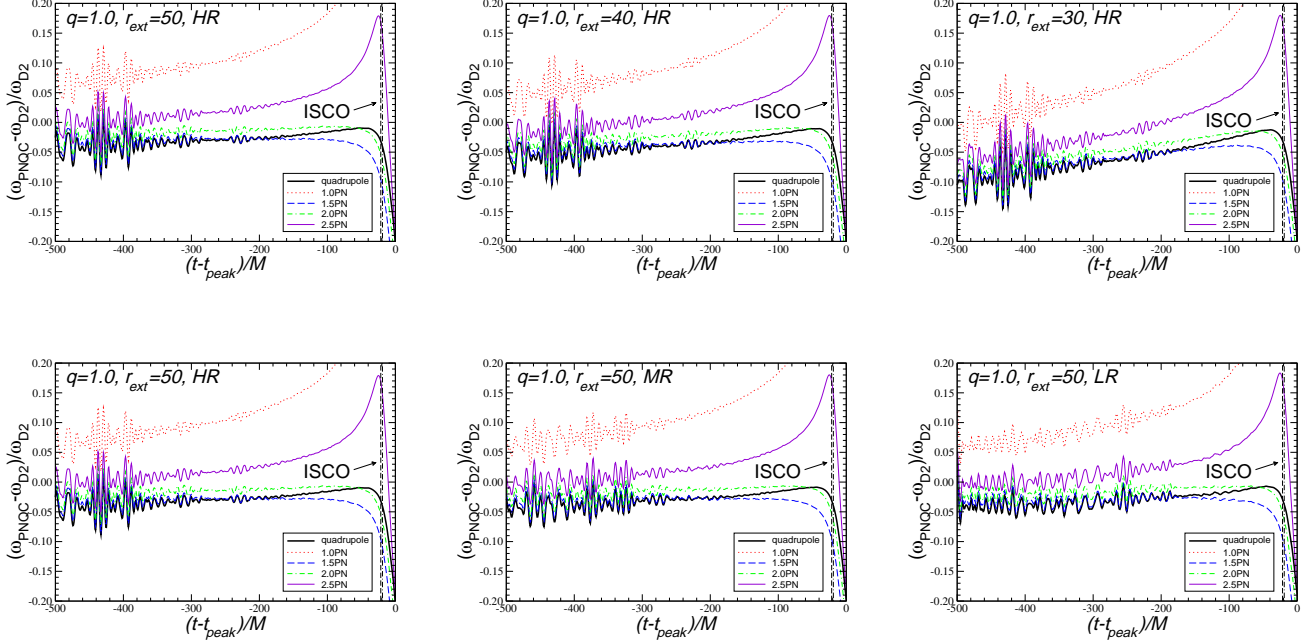 q=1.0, r_ext=50, HR
(ω_PNQC-ω_D2)/ω_D2
0.20
0.15
0.10
0.05
0.00
-0.05
-0.10
-0.15
-0.20
ISCO
quadrupole
1.0PN
1.5PN
2.0PN
2.5PN
-500 -400 -300 -200 -100 0
(t-t_peak)/M
q=1.0, r_ext=40, HR
(ω_PNQC-ω_D2)/ω_D2
0.20
0.15
0.10
0.05
0.00
-0.05
-0.10
-0.15
-0.20
ISCO
quadrupole
1.0PN
1.5PN
2.0PN
2.5PN
-500 -400 -300 -200 -100 0
(t-t_peak)/M
q=1.0, r_ext=30, HR
(ω_PNQC-ω_D2)/ω_D2
0.20
0.15
0.10
0.05
0.00
-0.05
-0.10
-0.15
-0.20
ISCO
quadrupole
1.0PN
1.5PN
2.0PN
2.5PN
-500 -400 -300 -200 -100 0
(t-t_peak)/M
q=1.0, r_ext=50, HR
(ω_PNQC-ω_D2)/ω_D2
0.20
0.15
0.10
0.05
0.00
-0.05
-0.10
-0.15
-0.20
ISCO
quadrupole
1.0PN
1.5PN
2.0PN
2.5PN
-500 -400 -300 -200 -100 0
(t-t_peak)/M
q=1.0, r_ext=50, MR
(ω_PNQC-ω_D2)/ω_D2
0.20
0.15
0.10
0.05
0.00
-0.05
-0.10
-0.15
-0.20
ISCO
quadrupole
1.0PN
1.5PN
2.0PN
2.5PN
-500 -400 -300 -200 -100 0
(t-t_peak)/M
q=1.0, r_ext=50, LR
(ω_PNQC-ω_D2)/ω_D2
0.20
0.15
0.10
0.05
0.00
-0.05
-0.10
-0.15
-0.20
ISCO
quadrupole
1.0PN
1.5PN
2.0PN
2.5PN
-500 -400 -300 -200 -100 0
(t-t_peak)/M